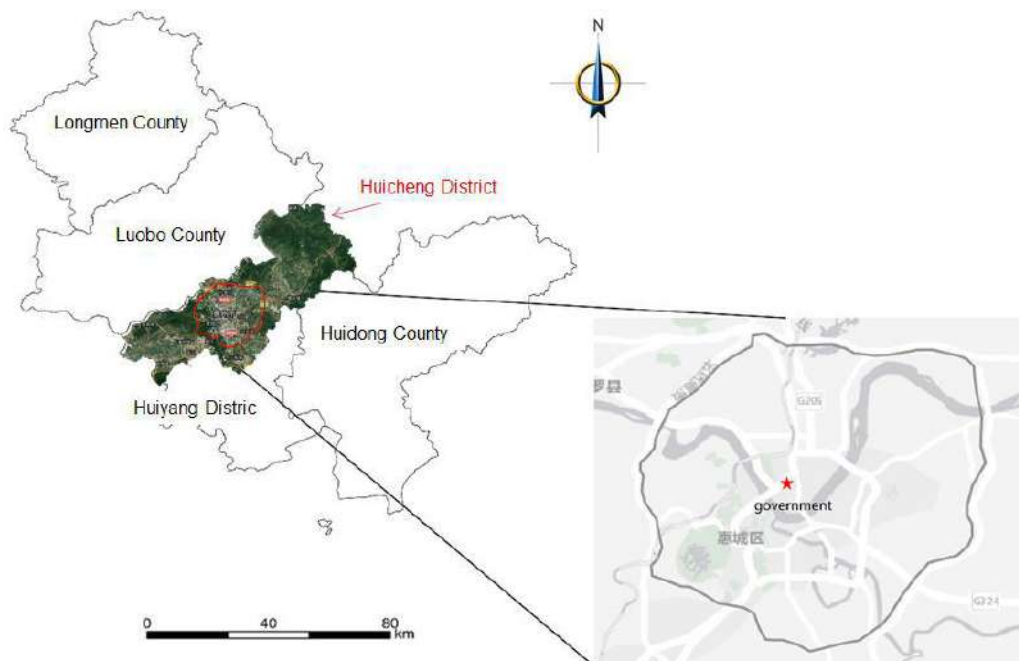 N
Longmen County
Huicheng District
Luobo County
Huidong County
Huiyang Distric
罗县
G205
government
惠城区
0
40
80
km